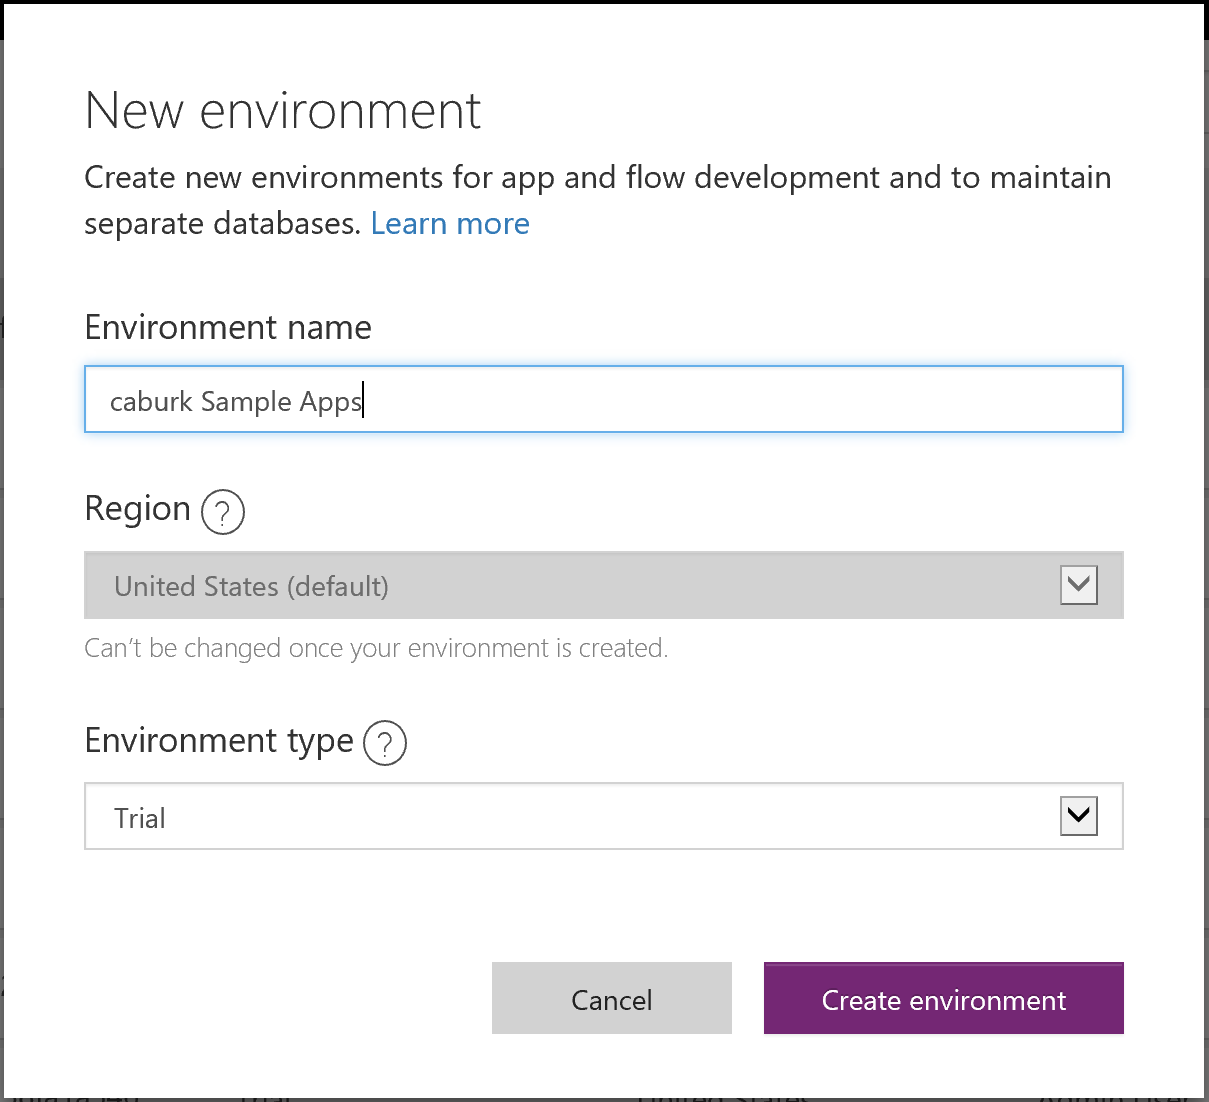 New environment
Create new environments for app and flow development and to maintain
separate databases. Learn more
Environment name
caburk Sample Apps
Region ?
United States (default)
Can't be changed once your environment is created.
Environment type ?
Trial
Cancel
Create environment